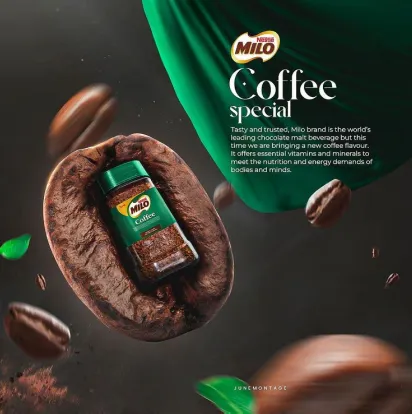 Nestlé
MILO
Coffee
special
Tasty and trusted, Milo brand is the world's
leading chocolate malt beverage but this
time we are bringing a new coffee flavour.
It offers essential vitamins and minerals to
meet the nutrition and energy demands of
bodies and minds.
MILO
Coffee
JUNEMONTAGE